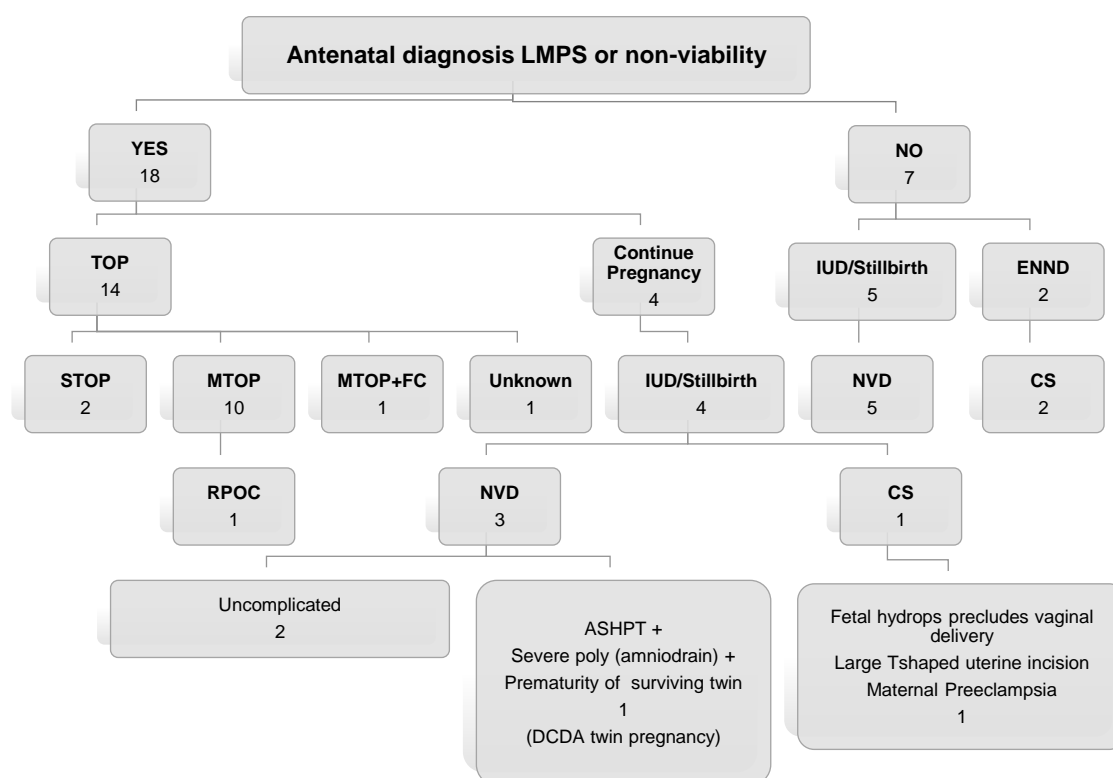 Antenatal diagnosis LMPS or non-viability
YES
18
NO
7
TOP
14
Continue
Pregnancy
4
IUD/Stillbirth
5
ENND
2
STOP
2
MTOP
10
MTOP+FC
1
Unknown
1
IUD/Stillbirth
4
NVD
5
CS
2
RPOC
1
NVD
3
CS
1
Uncomplicated
2
ASHPT +
Severe poly (amniodrain) +
Prematurity of surviving twin
1
(DCDA twin pregnancy)
Fetal hydrops precludes vaginal
delivery
Large Tshaped uterine incision
Maternal Preeclampsia
1